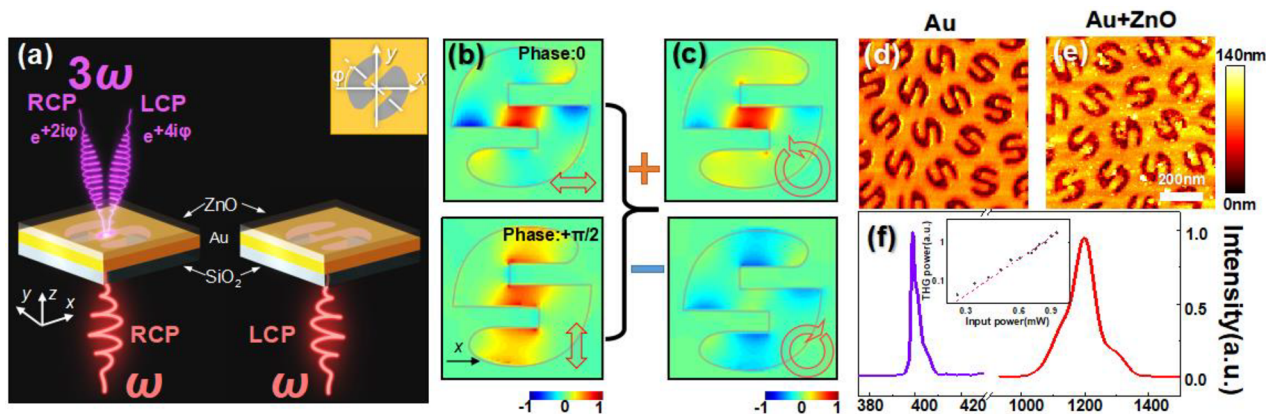 (a)
3ω
RCP
LCP
e+2iφ
e+4iφ
φ
y
x
ZnO
Au
SiO2
y
z
x
RCP
LCP
ω
ω
(b)
Phase:0
Phase:+π/2
x
-1
0
1
(c)
-1
0
1
Au
Au+ZnO
(d)
(e)
200nm
140nm
0nm
(f)
THG power(a.u.)
1
0.1
0.3
0.6
0.9
Input power(mW)
1.0
0.5
0.0
Intensity(a.u.)
380
400
420
1000
1200
1400